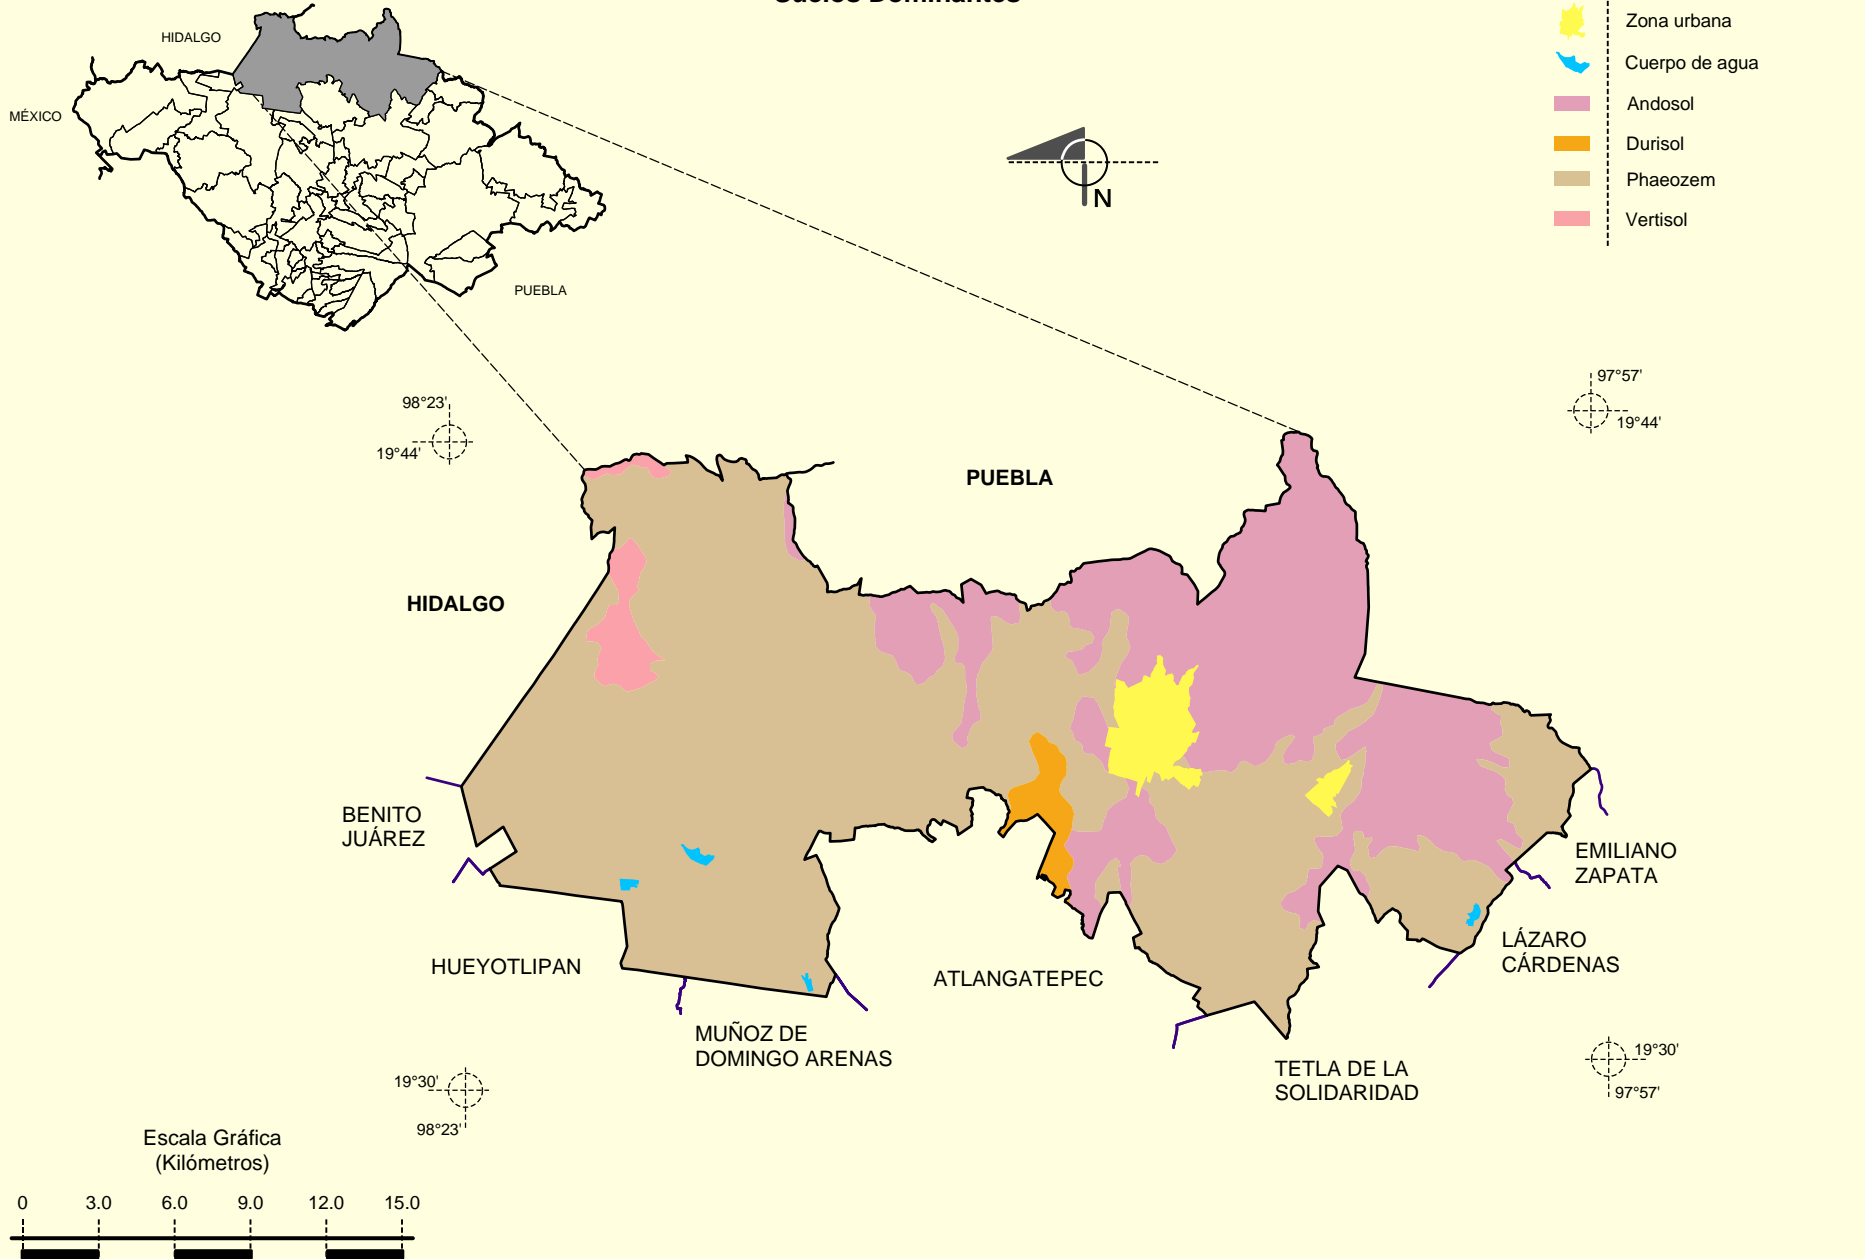 Suelos Dominantes
Zona urbana
Cuerpo de agua
Andosol
Durisol
Phaeozem
Vertisol
HIDALGO
MÉXICO
PUEBLA
N
98°23'
19°44'
97°57'
19°44'
PUEBLA
HIDALGO
BENITO
JUÁREZ
HUEYOTLIPAN
MUÑOZ DE
DOMINGO ARENAS
ATLANGATEPEC
TETLA DE LA
SOLIDARIDAD
LÁZARO
CÁRDENAS
EMILIANO
ZAPATA
19°30'
98°23'
19°30'
97°57'
Escala Gráfica
(Kilómetros)
0 3.0 6.0 9.0 12.0 15.0